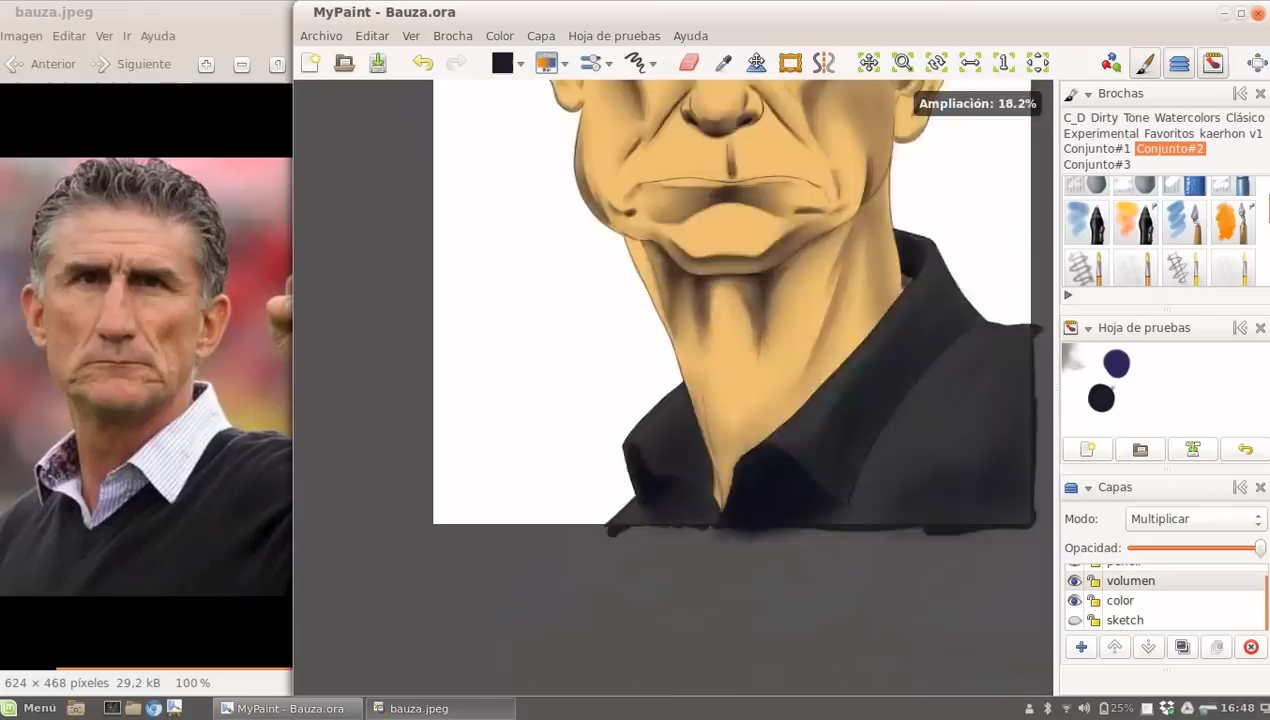 bauza.jpeg
Imagen Editar Ver Ir Ayuda
Anterior Siguiente
624 × 468 píxeles 29,2 kB 100 %
MyPaint - Bauza.ora
Archivo Editar Ver Brocha Color Capa Hoja de pruebas Ayuda
Ampliación: 18.2%
Brochas
C_D Dirty Tone Watercolors Clásico
Experimental Favoritos kaerhon v1
Conjunto#1 Conjunto#2
Conjunto#3
Hoja de pruebas
Capas
Modo: Multiplicar
Opacidad:
volumen
color
sketch
Menú MyPaint - Bauza.ora bauza.jpeg 25% 16:48